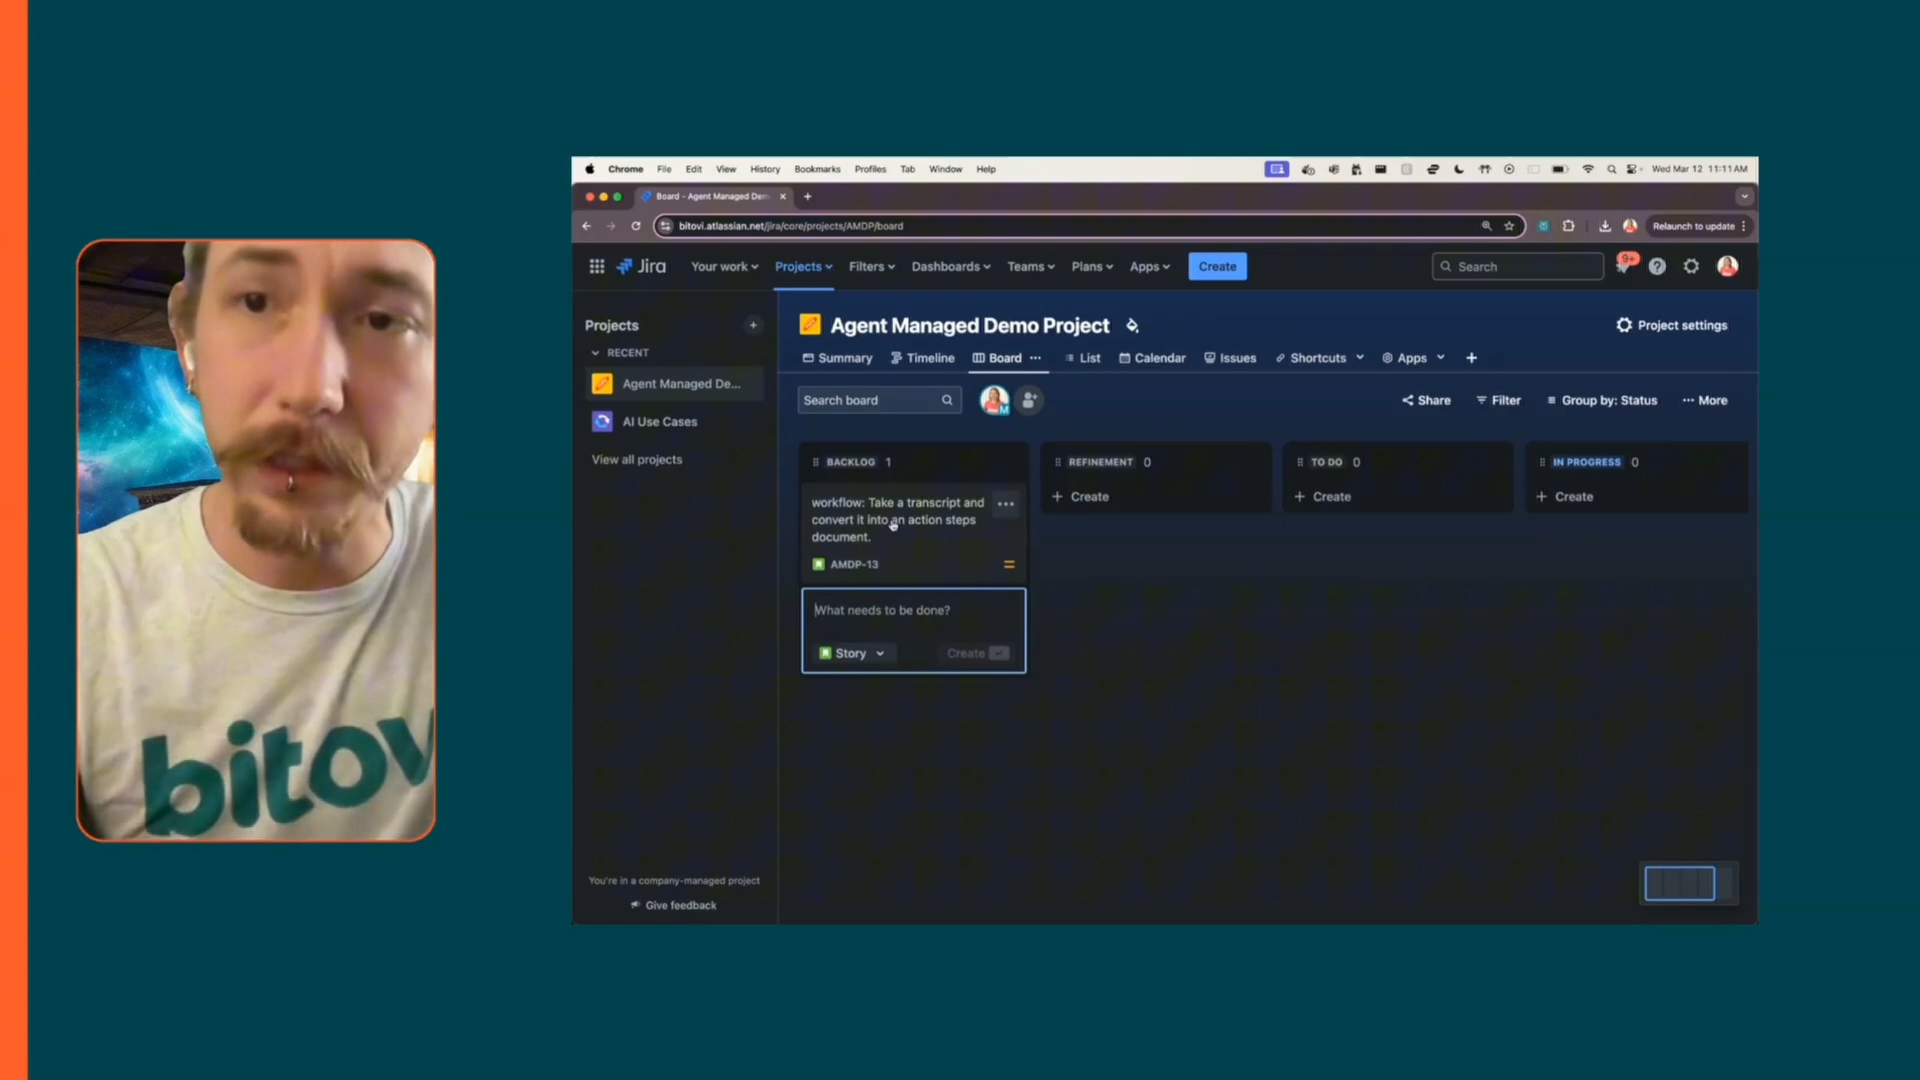 Chrome File Edit View History Bookmarks Profiles Tab Window Help Wed Mar 12 11:11 AM
Board - Agent Managed Dem
bitovi.atlassian.net/jira/core/projects/AMDP/board Relaunch to update
Jira Your work Projects Filters Dashboards Teams Plans Apps Create Search 9+
Projects
RECENT
Agent Managed De...
AI Use Cases
View all projects
You're in a company-managed project
Give feedback
Agent Managed Demo Project Project settings
Summary Timeline Board List Calendar Issues Shortcuts Apps
Search board M Share Filter Group by: Status More
BACKLOG 1 REFINEMENT 0 TO DO 0 IN PROGRESS 0
Create Create Create
workflow: Take a transcript and
convert it into an action steps
document.
AMDP-13
What needs to be done?
Story Create
bitov